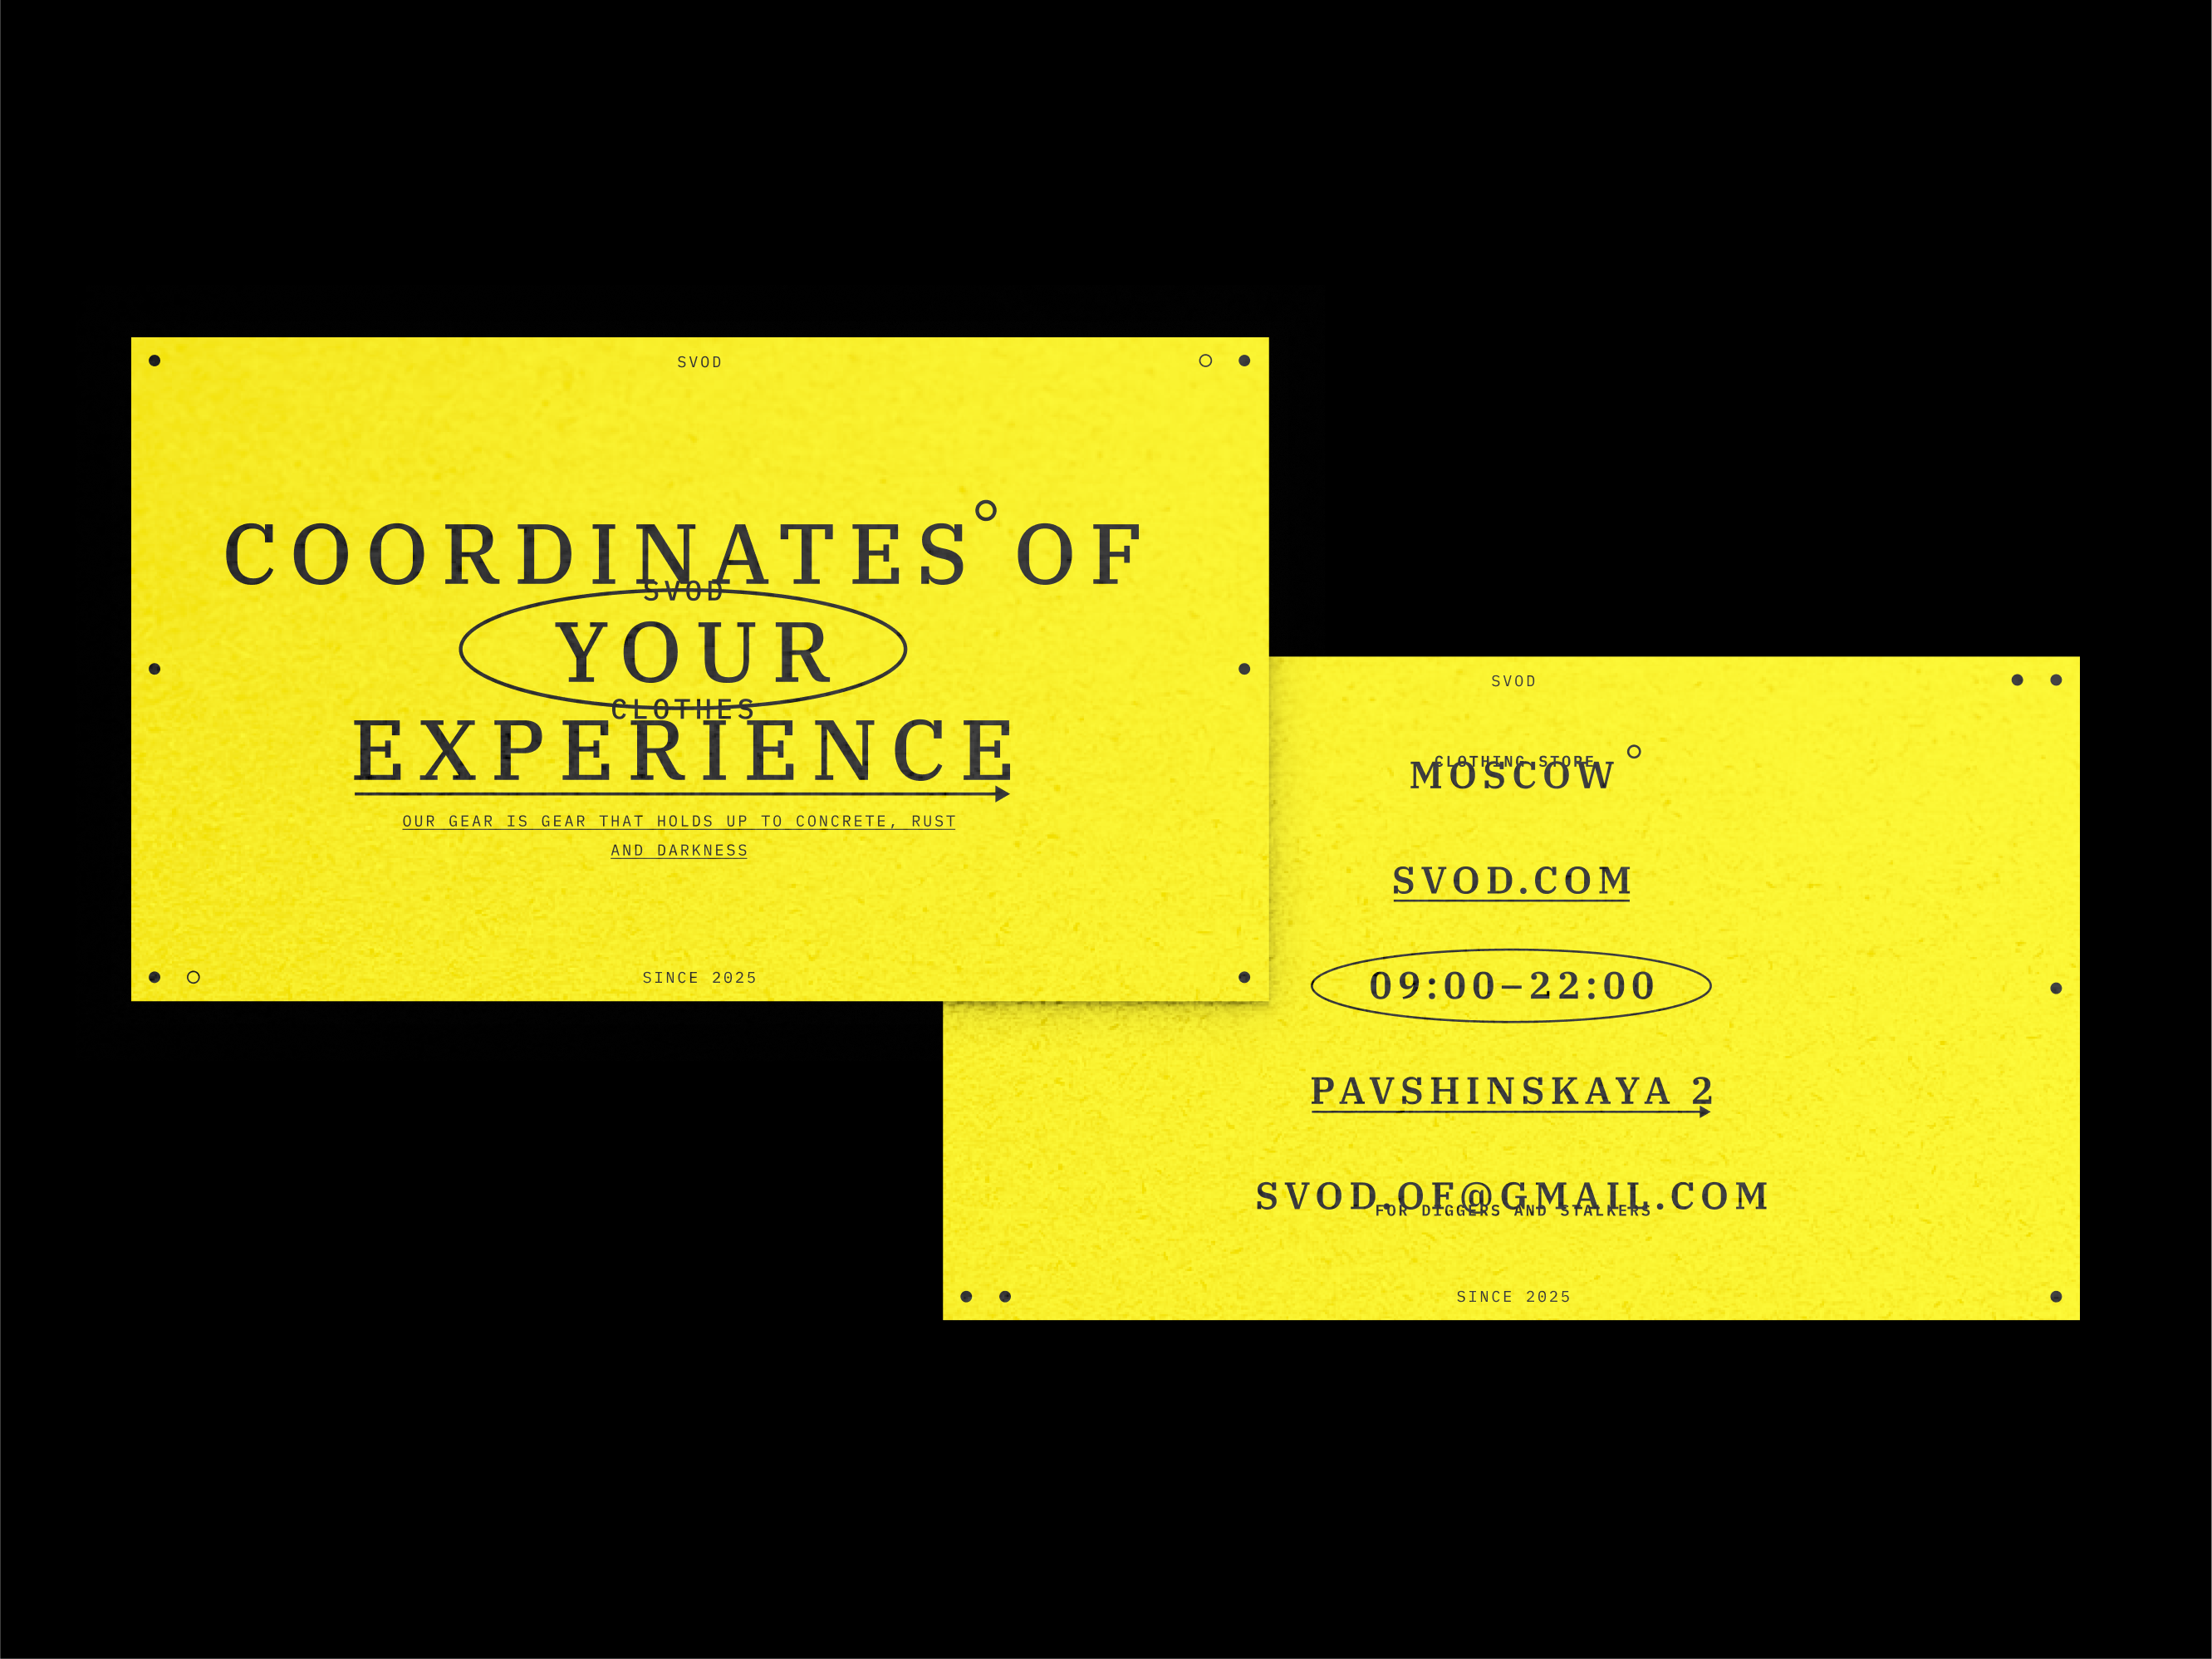 SVOD
COORDINATES° OF
SVOD
YOUR
CLOTHES
EXPERIENCE
OUR GEAR IS GEAR THAT HOLDS UP TO CONCRETE, RUST
AND DARKNESS
SINCE 2025
SVOD
CLOTHING STORE
MOSCOW°
SVOD.COM
09:00–22:00
PAVSHINSKAYA 2
SVOD.OF@GMAIL.COM
FOR DIGGERS AND STALKERS
SINCE 2025